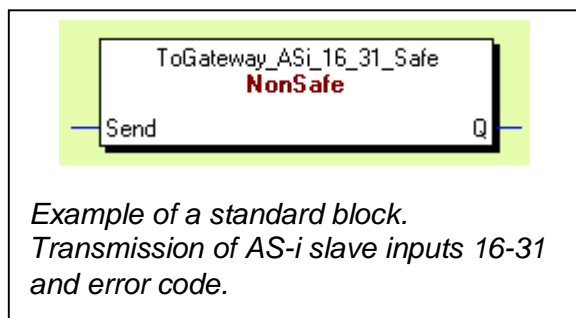 ToGateway_ASi_16_31_Safe
NonSafe
Send Q
Example of a standard block.
Transmission of AS-i slave inputs 16-31
and error code.